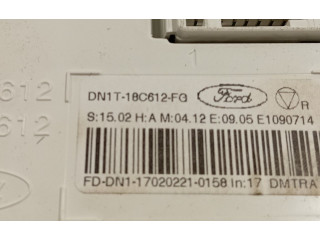 DN1T-18C612-FG Ford R
S:15.02 H:A M:04.12 E:09.05 E1090714
FD-DN1-17020221-0158 In:17 DMTRA
612
612